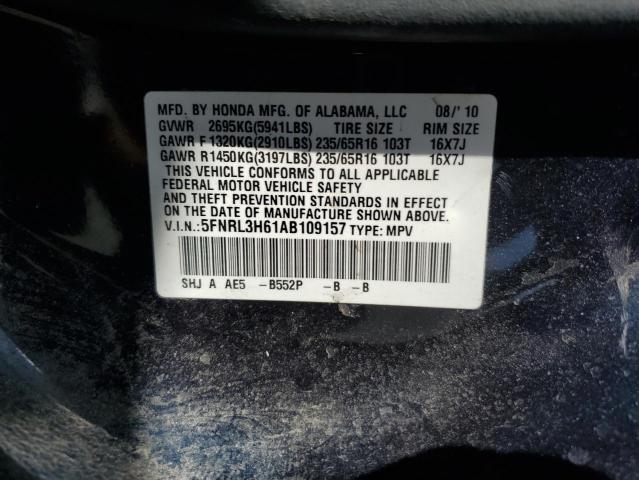 MFD. BY HONDA MFG. OF ALABAMA, LLC 08/'10
GVWR 2695KG(5941LBS) TIRE SIZE RIM SIZE
GAWR F 1320KG(2910LBS) 235/65R16 103T 16X7J
GAWR R1450KG(3197LBS) 235/65R16 103T 16X7J
THIS VEHICLE CONFORMS TO ALL APPLICABLE
FEDERAL MOTOR VEHICLE SAFETY
AND THEFT PREVENTION STANDARDS IN EFFECT
ON THE DATE OF MANUFACTURE SHOWN ABOVE.
V.I.N.: 5FNRL3H61AB109157 TYPE: MPV
SHJ A AE5 -B552P -B -B